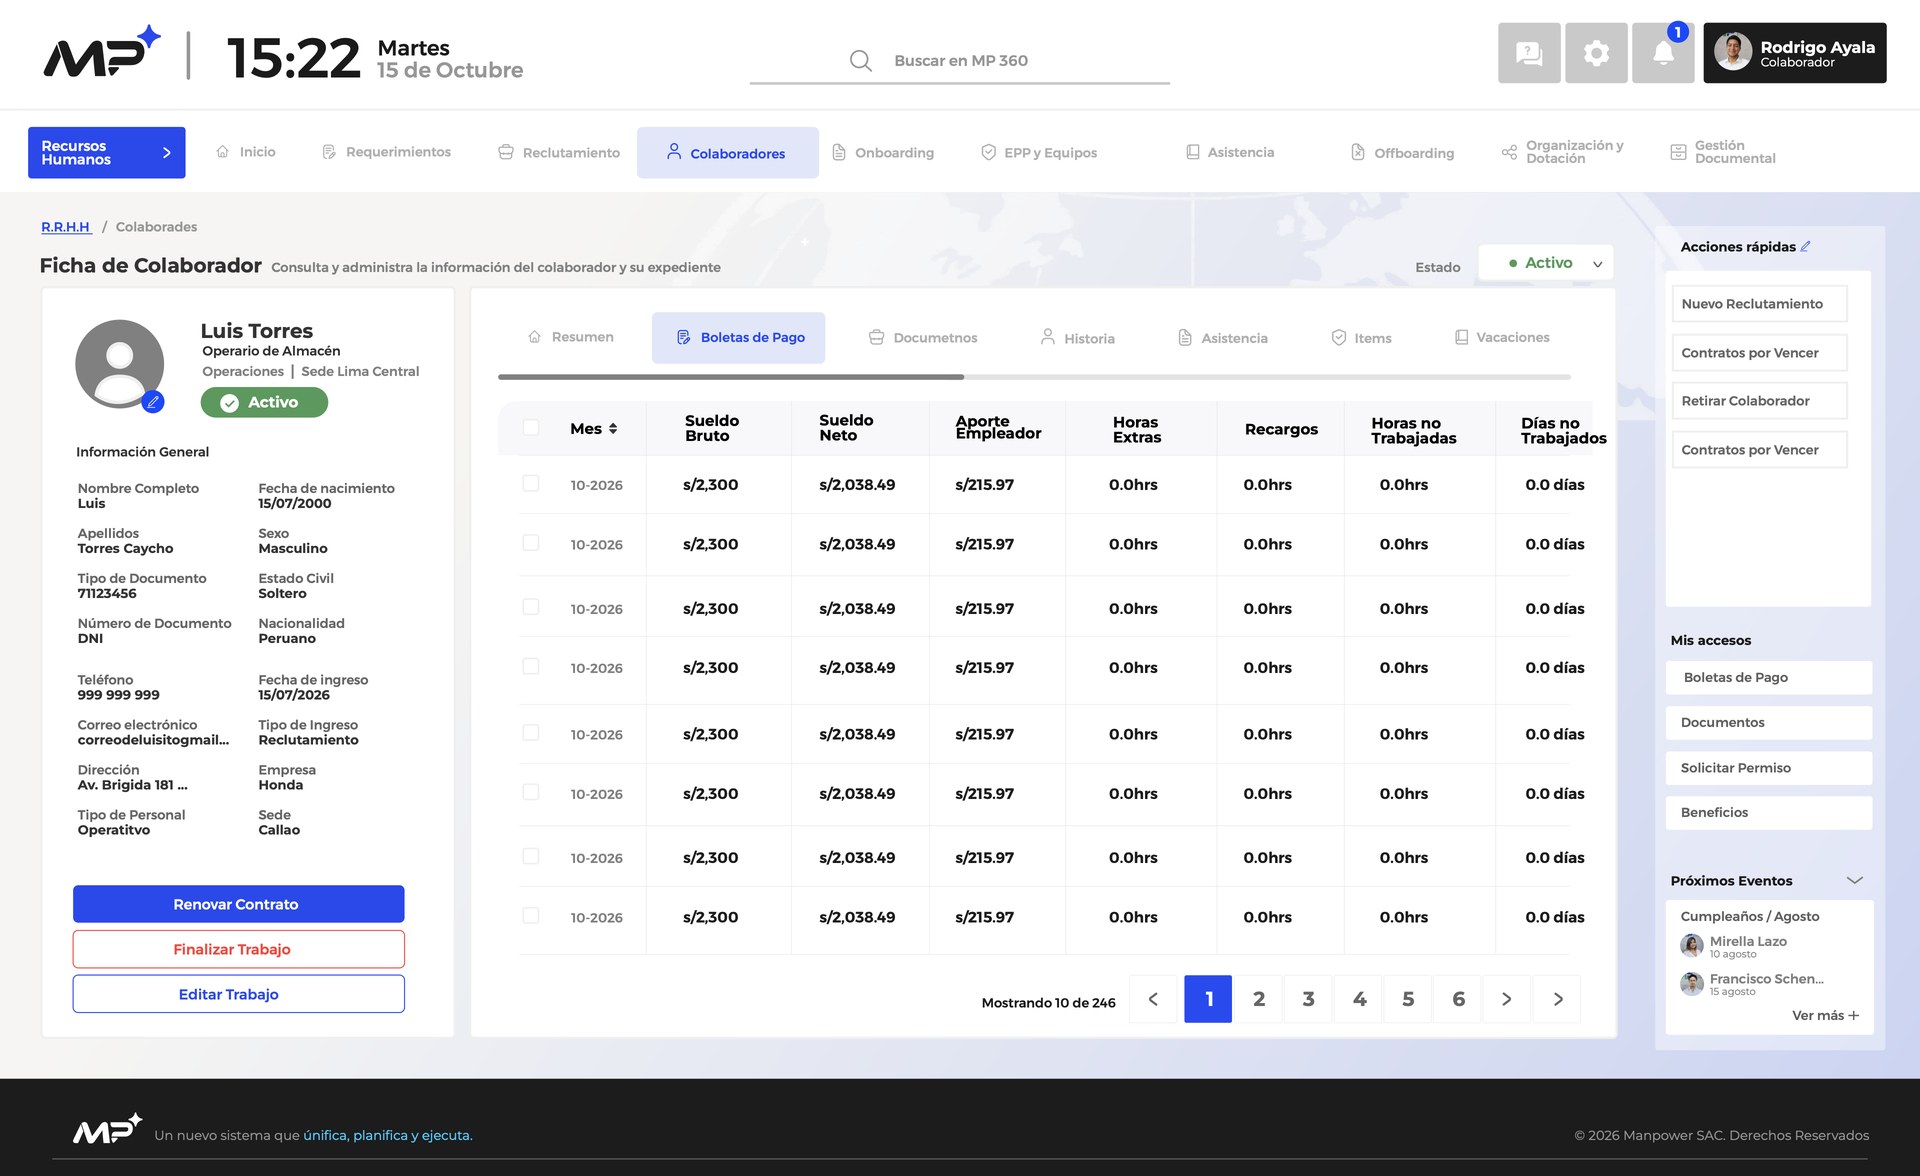 MP
15:22
Martes
15 de Octubre
Buscar en MP 360
1
Rodrigo Ayala
Colaborador
Recursos
Humanos
Inicio
Requerimientos
Reclutamiento
Colaboradores
Onboarding
EPP y Equipos
Asistencia
Offboarding
Organización y
Dotación
Gestión
Documental
R.R.H.H / Colaborades
Ficha de Colaborador
Consulta y administra la información del colaborador y su expediente
Estado
Activo
Luis Torres
Operario de Almacén
Operaciones | Sede Lima Central
Activo
Información General
Nombre Completo
Luis
Fecha de nacimiento
15/07/2000
Apellidos
Torres Caycho
Sexo
Masculino
Tipo de Documento
71123456
Estado Civil
Soltero
Número de Documento
DNI
Nacionalidad
Peruano
Teléfono
999 999 999
Fecha de ingreso
15/07/2026
Correo electrónico
correodeluisitogmail...
Tipo de Ingreso
Reclutamiento
Dirección
Av. Brigida 181 ...
Empresa
Honda
Tipo de Personal
Operatitvo
Sede
Callao
Renovar Contrato
Finalizar Trabajo
Editar Trabajo
Resumen
Boletas de Pago
Documetnos
Historia
Asistencia
Items
Vacaciones
Mes
Sueldo
Bruto
Sueldo
Neto
Aporte
Empleador
Horas
Extras
Recargos
Horas no
Trabajadas
Días no
Trabajados
10-2026 s/2,300 s/2,038.49 s/215.97 0.0hrs 0.0hrs 0.0hrs 0.0 días
10-2026 s/2,300 s/2,038.49 s/215.97 0.0hrs 0.0hrs 0.0hrs 0.0 días
10-2026 s/2,300 s/2,038.49 s/215.97 0.0hrs 0.0hrs 0.0hrs 0.0 días
10-2026 s/2,300 s/2,038.49 s/215.97 0.0hrs 0.0hrs 0.0hrs 0.0 días
10-2026 s/2,300 s/2,038.49 s/215.97 0.0hrs 0.0hrs 0.0hrs 0.0 días
10-2026 s/2,300 s/2,038.49 s/215.97 0.0hrs 0.0hrs 0.0hrs 0.0 días
10-2026 s/2,300 s/2,038.49 s/215.97 0.0hrs 0.0hrs 0.0hrs 0.0 días
10-2026 s/2,300 s/2,038.49 s/215.97 0.0hrs 0.0hrs 0.0hrs 0.0 días
Mostrando 10 de 246
1 2 3 4 5 6
Acciones rápidas
Nuevo Reclutamiento
Contratos por Vencer
Retirar Colaborador
Contratos por Vencer
Mis accesos
Boletas de Pago
Documentos
Solicitar Permiso
Beneficios
Próximos Eventos
Cumpleaños / Agosto
Mirella Lazo
10 agosto
Francisco Schen...
15 agosto
Ver más +
MP
Un nuevo sistema que únifica, planifica y ejecuta.
© 2026 Manpower SAC. Derechos Reservados